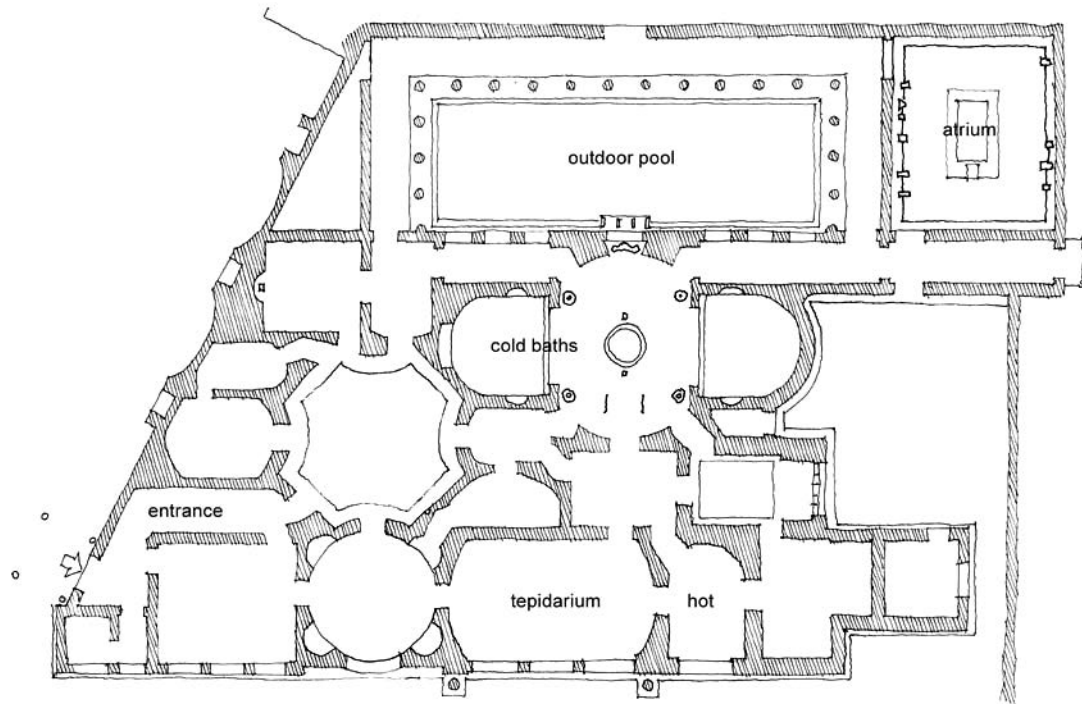 atrium
outdoor pool
cold baths
entrance
tepidarium
hot